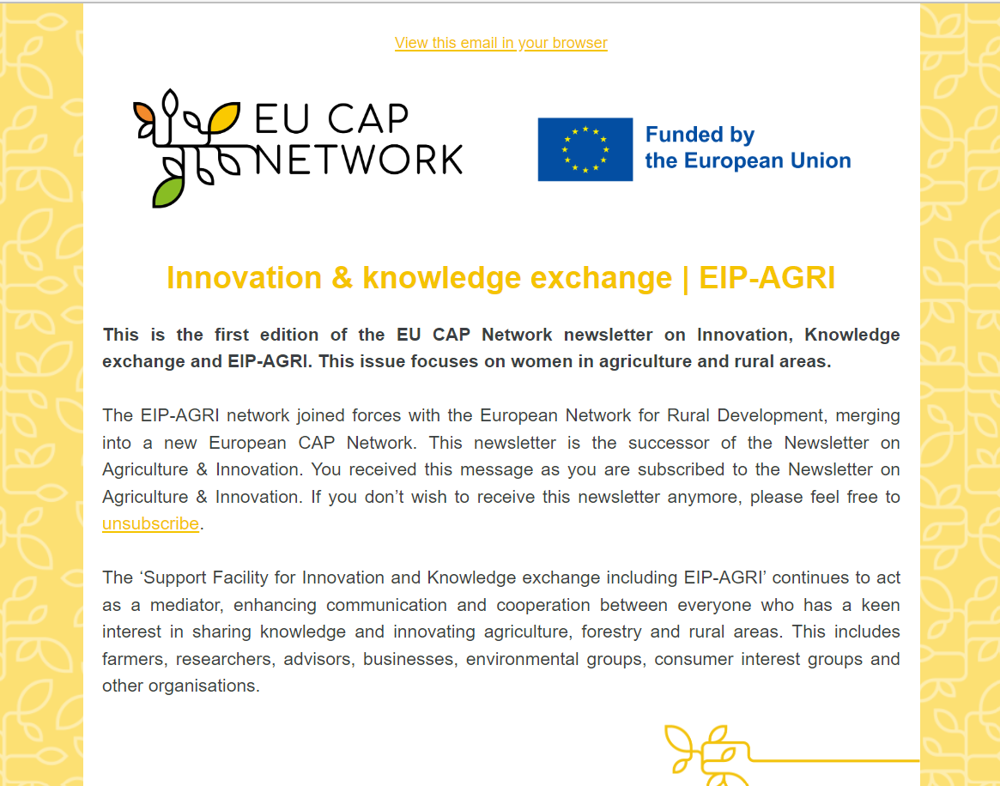 View this email in your browser
EU CAP
NETWORK
Funded by
the European Union
Innovation & knowledge exchange | EIP-AGRI
This is the first edition of the EU CAP Network newsletter on Innovation, Knowledge
exchange and EIP-AGRI. This issue focuses on women in agriculture and rural areas.
The EIP-AGRI network joined forces with the European Network for Rural Development, merging
into a new European CAP Network. This newsletter is the successor of the Newsletter on
Agriculture & Innovation. You received this message as you are subscribed to the Newsletter on
Agriculture & Innovation. If you don’t wish to receive this newsletter anymore, please feel free to
unsubscribe.
The ‘Support Facility for Innovation and Knowledge exchange including EIP-AGRI’ continues to act
as a mediator, enhancing communication and cooperation between everyone who has a keen
interest in sharing knowledge and innovating agriculture, forestry and rural areas. This includes
farmers, researchers, advisors, businesses, environmental groups, consumer interest groups and
other organisations.